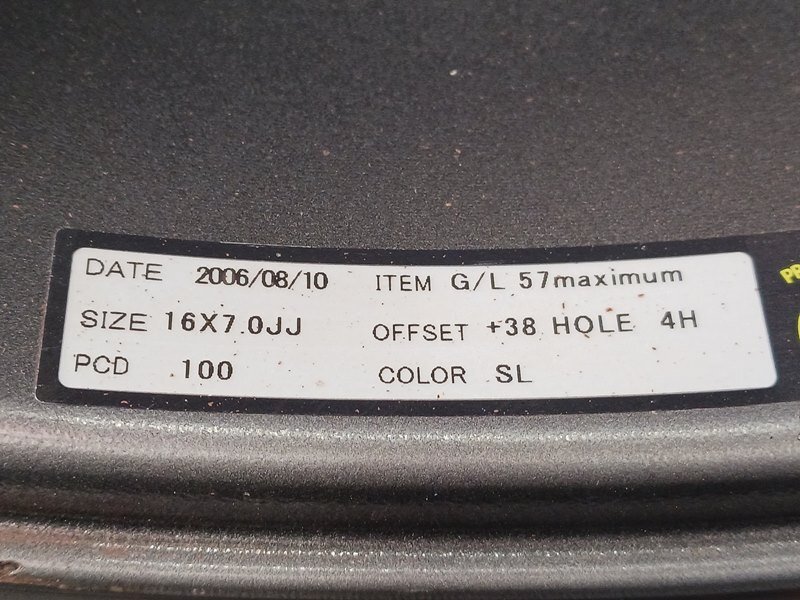 DATE 2006/08/10 ITEM G/L 57maximum
SIZE 16X7.0JJ OFFSET +38 HOLE 4H
PCD 100 COLOR SL